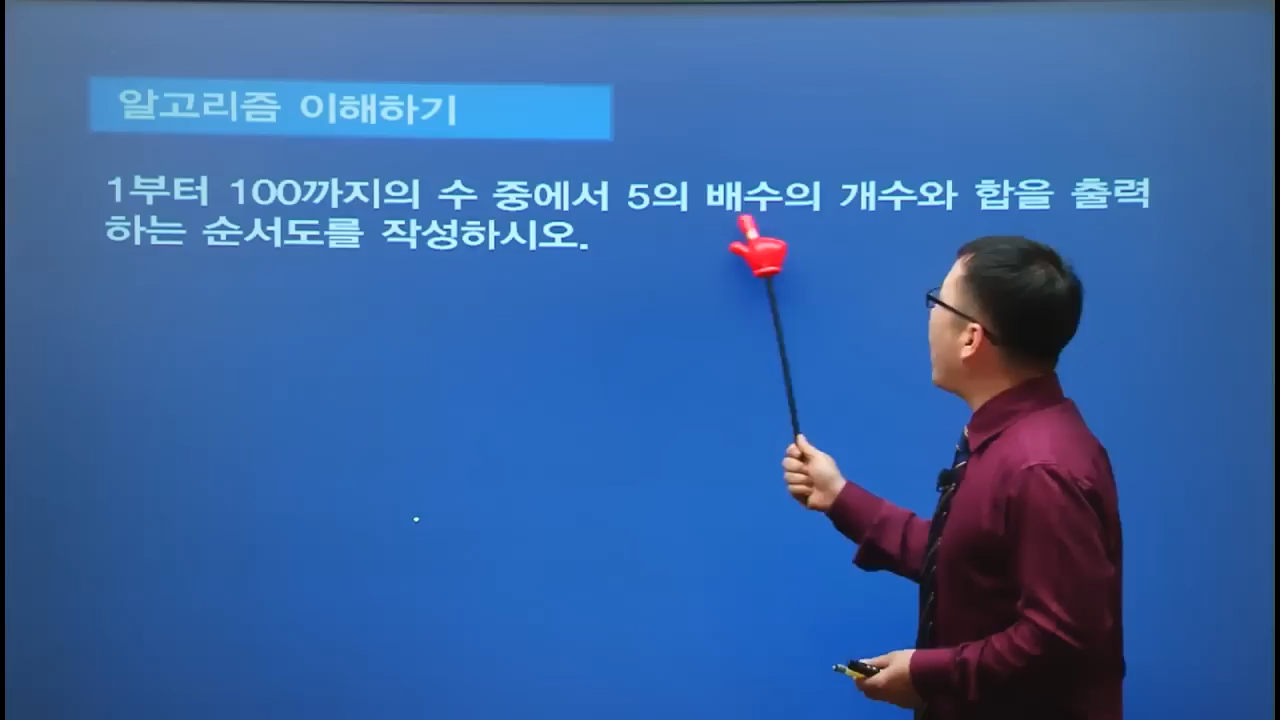 알고리즘 이해하기
1부터 100까지의 수 중에서 5의 배수의 개수와 합을 출력
하는 순서도를 작성하시오.